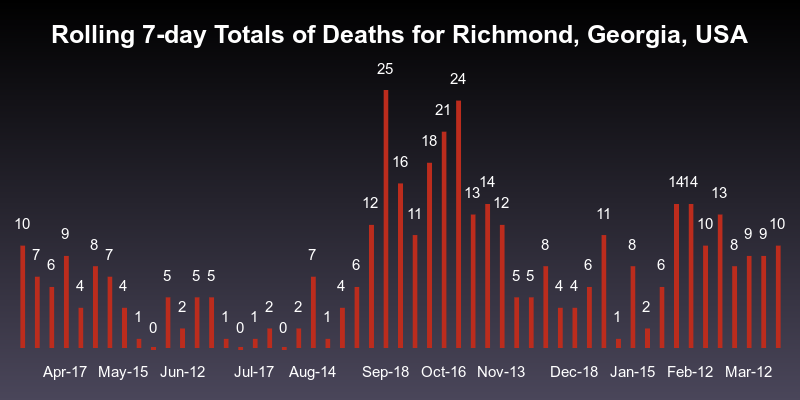 Rolling 7-day Totals of Deaths for Richmond, Georgia, USA
10 7 6 9 4 8 7 4 1 0 5 2 5 5 1 0 1 2 0 2 7 1 4 6 12 25 16 11 18 21 24 13 14 12 5 5 8 4 4 6 11 1 8 2 6 14 14 10 13 8 9 9 10
Apr-17 May-15 Jun-12 Jul-17 Aug-14 Sep-18 Oct-16 Nov-13 Dec-18 Jan-15 Feb-12 Mar-12